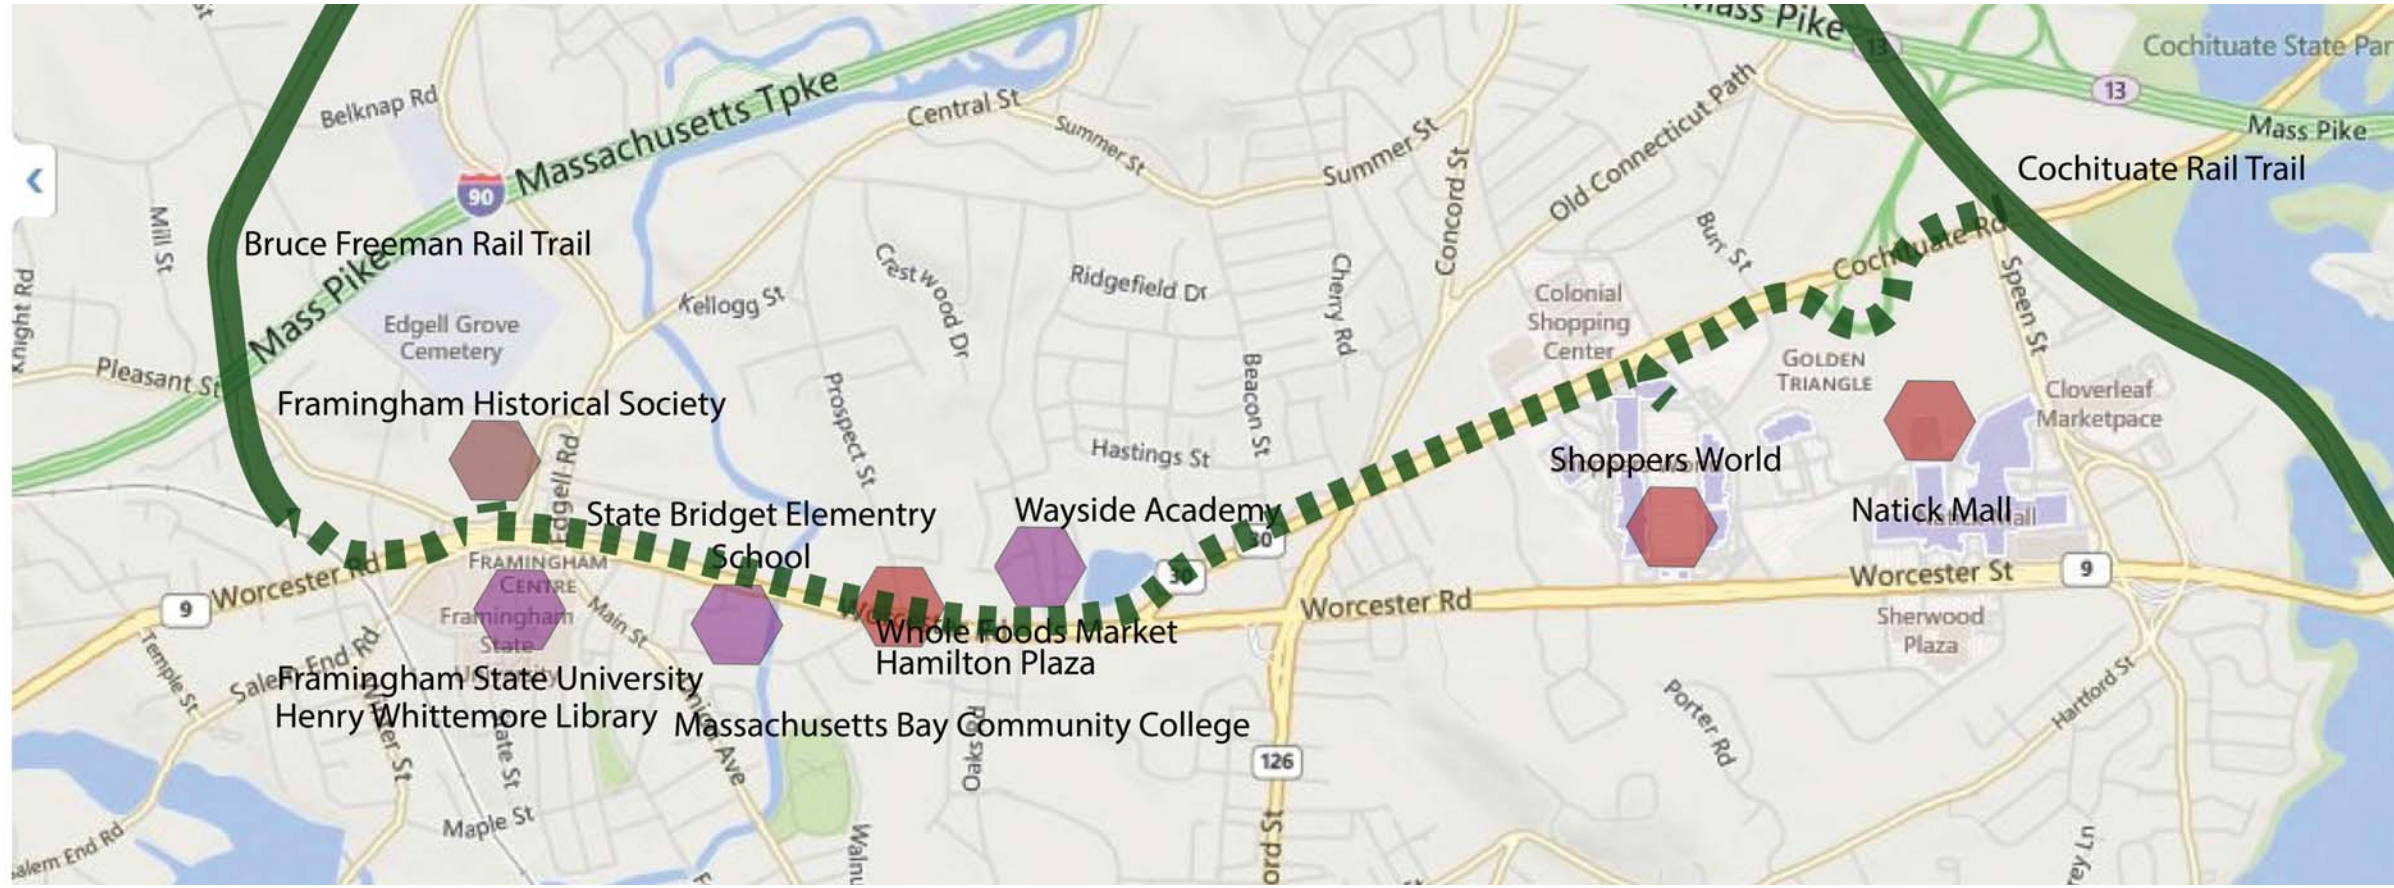 Mass Pike
13
Cochituate State Par
Belknap Rd
Massachusetts Tpke
Central St
13
Mass Pike
Summer St
Summer St
Old Connecticut Path
Concord St
Cochituate Rail Trail
90
Mill St
Bruce Freeman Rail Trail
Mass Pike
Knight Rd
Burr St
Cochituate Rd
Speen St
Crestwood Dr
Ridgefield Dr
Cherry Rd
Kellogg St
Edgell Grove
Cemetery
Colonial
Shopping
Center
GOLDEN
TRIANGLE
Pleasant St
Prospect St
Beacon St
Cloverleaf
Marketpace
Framingham Historical Society
Edgell Rd
Hastings St
Shoppers World
State Bridget Elementry
School
Wayside Academy
Natick Mall
Natick Mall
30
30
FRAMINGHAM
CENTRE
Worcester Rd
9
Worcester St
9
Worcester Rd
Framingham
State
University
Main St
Whole Foods Market
Hamilton Plaza
Sherwood
Plaza
Temple St
Salem End Rd
Framingham State University
Henry Whittemore Library
Massachusetts Bay Community College
State St
Union Ave
Porter Rd
Hartford St
126
Maple St
Salem End Rd